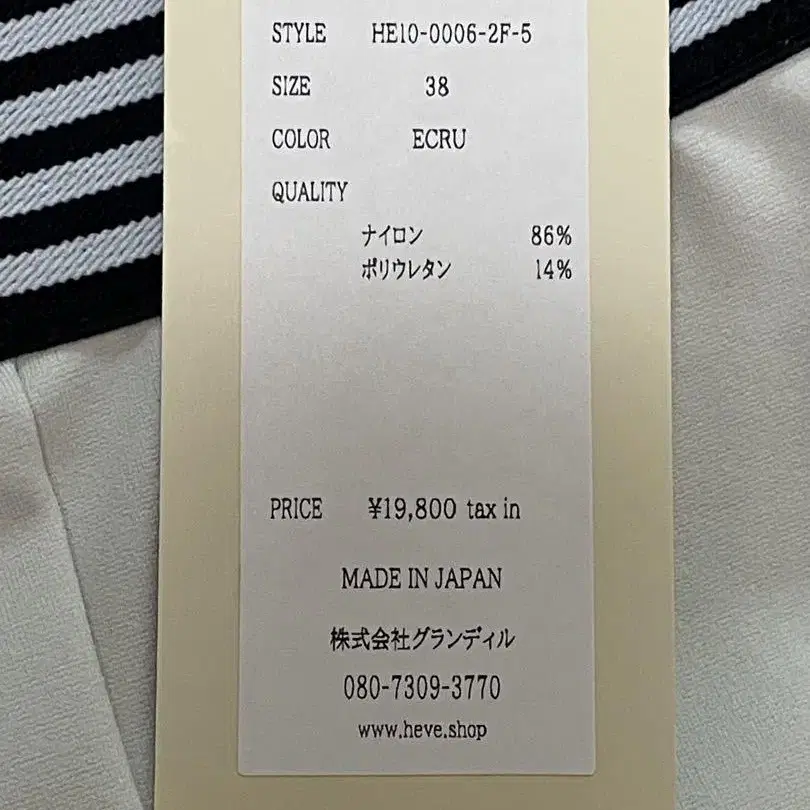 STYLE HE10-0006-2F-5
SIZE 38
COLOR ECRU
QUALITY
ナイロン 86%
ポリウレタン 14%
PRICE ¥19,800 tax in
MADE IN JAPAN
株式会社グランディル
080-7309-3770
www.heve.shop